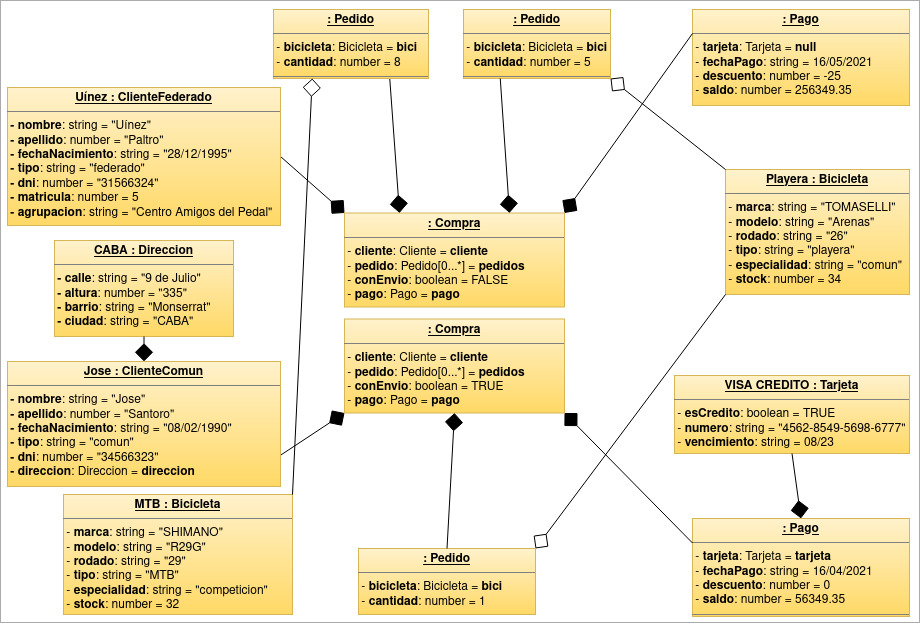 : Pedido
- bicicleta: Bicicleta = bici
- cantidad: number = 8
: Pedido
- bicicleta: Bicicleta = bici
- cantidad: number = 5
: Pago
- tarjeta: Tarjeta = null
- fechaPago: string = 16/05/2021
- descuento: number = -25
- saldo: number = 256349.35
Uínez : ClienteFederado
- nombre: string = "Uínez"
- apellido: number = "Paltro"
- fechaNacimiento: string = "28/12/1995"
- tipo: string = "federado"
- dni: number = "31566324"
- matricula: number = 5
- agrupacion: string = "Centro Amigos del Pedal"
Playera : Bicicleta
- marca: string = "TOMASELLI"
- modelo: string = "Arenas"
- rodado: string = "26"
- tipo: string = "playera"
- especialidad: string = "comun"
- stock: number = 34
: Compra
- cliente: Cliente = cliente
- pedido: Pedido[0...*] = pedidos
- conEnvio: boolean = FALSE
- pago: Pago = pago
CABA : Direccion
- calle: string = "9 de Julio"
- altura: number = "335"
- barrio: string = "Monserrat"
- ciudad: string = "CABA"
: Compra
- cliente: Cliente = cliente
- pedido: Pedido[0...*] = pedidos
- conEnvio: boolean = TRUE
- pago: Pago = pago
Jose : ClienteComun
- nombre: string = "Jose"
- apellido: number = "Santoro"
- fechaNacimiento: string = "08/02/1990"
- tipo: string = "comun"
- dni: number = "34566323"
- direccion: Direccion = direccion
VISA CREDITO : Tarjeta
- esCredito: boolean = TRUE
- numero: string = "4562-8549-5698-6777"
- vencimiento: string = 08/23
MTB : Bicicleta
- marca: string = "SHIMANO"
- modelo: string = "R29G"
- rodado: string = "29"
- tipo: string = "MTB"
- especialidad: string = "competicion"
- stock: number = 32
: Pedido
- bicicleta: Bicicleta = bici
- cantidad: number = 1
: Pago
- tarjeta: Tarjeta = tarjeta
- fechaPago: string = 16/04/2021
- descuento: number = 0
- saldo: number = 56349.35